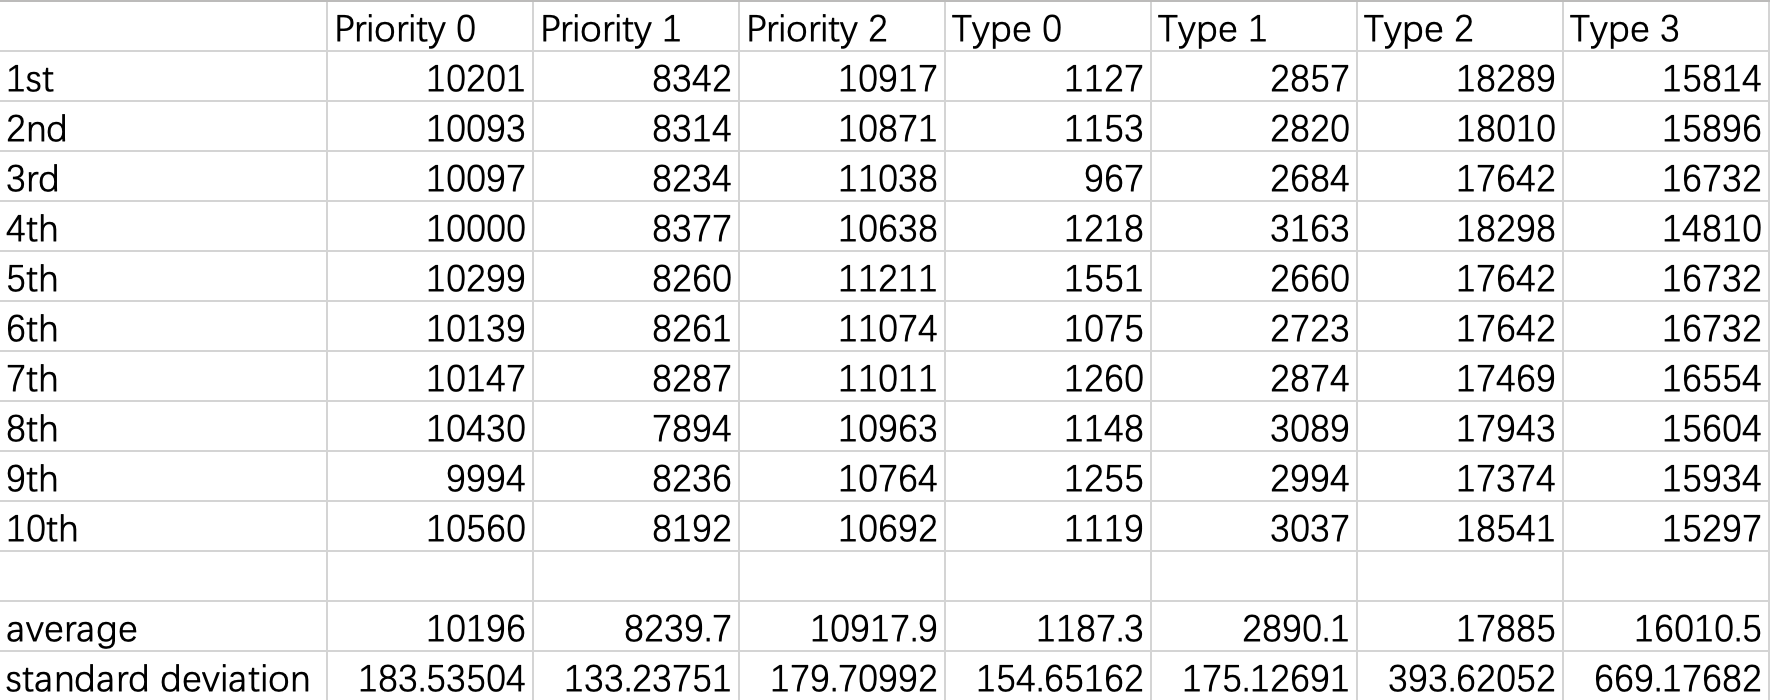 Priority 0 Priority 1 Priority 2 Type 0 Type 1 Type 2 Type 3
1st 10201 8342 10917 1127 2857 18289 15814
2nd 10093 8314 10871 1153 2820 18010 15896
3rd 10097 8234 11038 967 2684 17642 16732
4th 10000 8377 10638 1218 3163 18298 14810
5th 10299 8260 11211 1551 2660 17642 16732
6th 10139 8261 11074 1075 2723 17642 16732
7th 10147 8287 11011 1260 2874 17469 16554
8th 10430 7894 10963 1148 3089 17943 15604
9th 9994 8236 10764 1255 2994 17374 15934
10th 10560 8192 10692 1119 3037 18541 15297
average 10196 8239.7 10917.9 1187.3 2890.1 17885 16010.5
standard deviation 183.53504 133.23751 179.70992 154.65162 175.12691 393.62052 669.17682